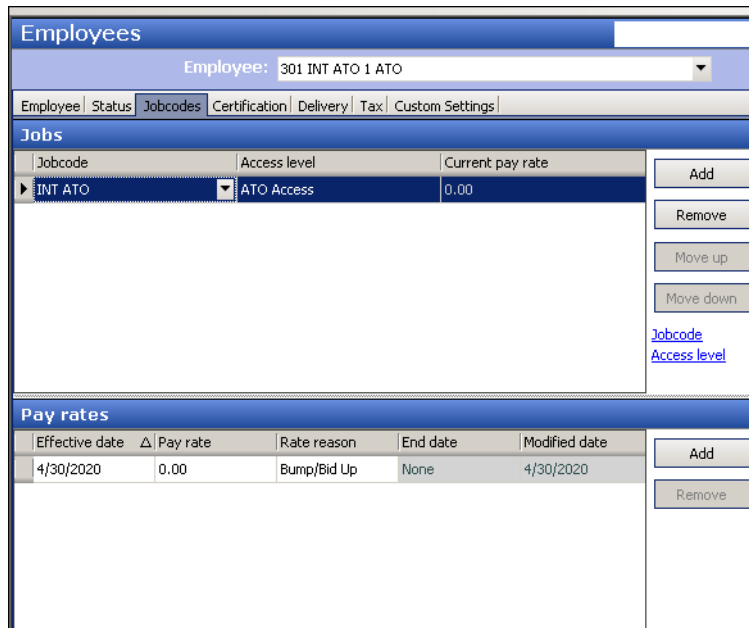 Employees
Employee: 301 INT ATO 1 ATO
Employee Status Jobcodes Certification Delivery Tax Custom Settings
Jobs
Jobcode Access level Current pay rate
INT ATO ATO Access 0.00
Add
Remove
Move up
Move down
Jobcode
Access level
Pay rates
Effective date Pay rate Rate reason End date Modified date
4/30/2020 0.00 Bump/Bid Up None 4/30/2020
Add
Remove